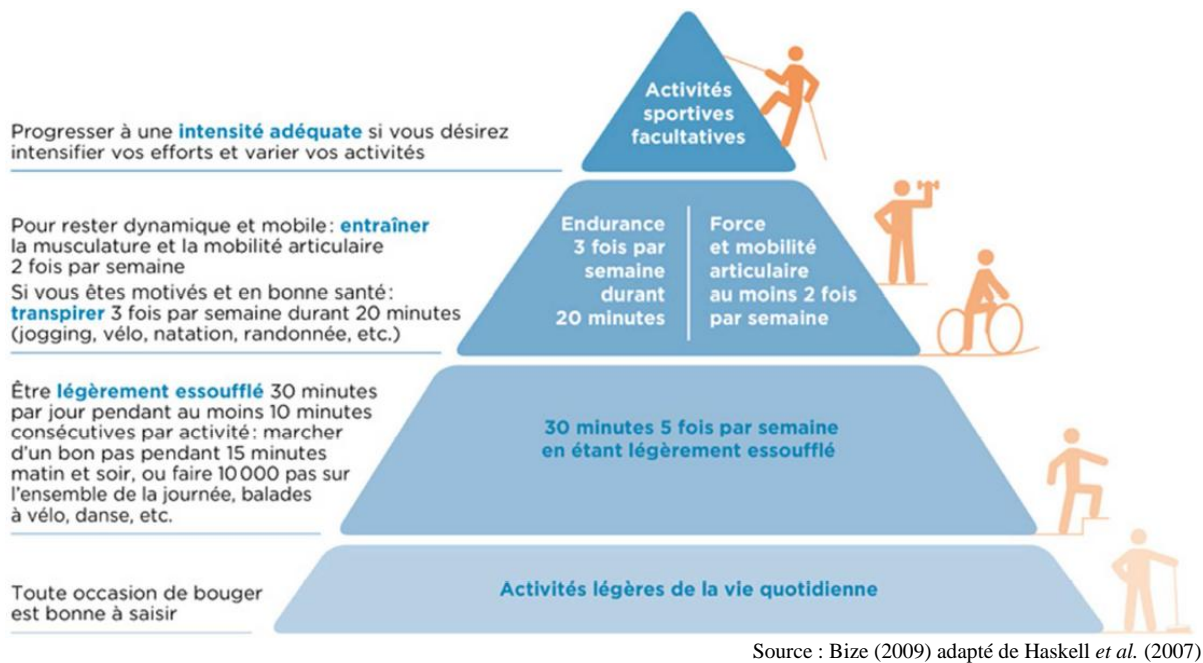 Activités
sportives
facultatives
Progresser à une intensité adéquate si vous désirez
intensifier vos efforts et varier vos activités
Pour rester dynamique et mobile : entraîner
la musculature et la mobilité articulaire
2 fois par semaine
Si vous êtes motivés et en bonne santé :
transpirer 3 fois par semaine durant 20 minutes
(jogging, vélo, natation, randonnée, etc.)
Endurance
3 fois par
semaine
durant
20 minutes
Force
et mobilité
articulaire
au moins 2 fois
par semaine
Être légèrement essoufflé 30 minutes
par jour pendant au moins 10 minutes
consécutives par activité : marcher
d'un bon pas pendant 15 minutes
matin et soir, ou faire 10 000 pas sur
l'ensemble de la journée, balades
à vélo, danse, etc.
30 minutes 5 fois par semaine
en étant légèrement essoufflé
Toute occasion de bouger
est bonne à saisir
Activités légères de la vie quotidienne
Source : Bize (2009) adapté de Haskell et al. (2007)